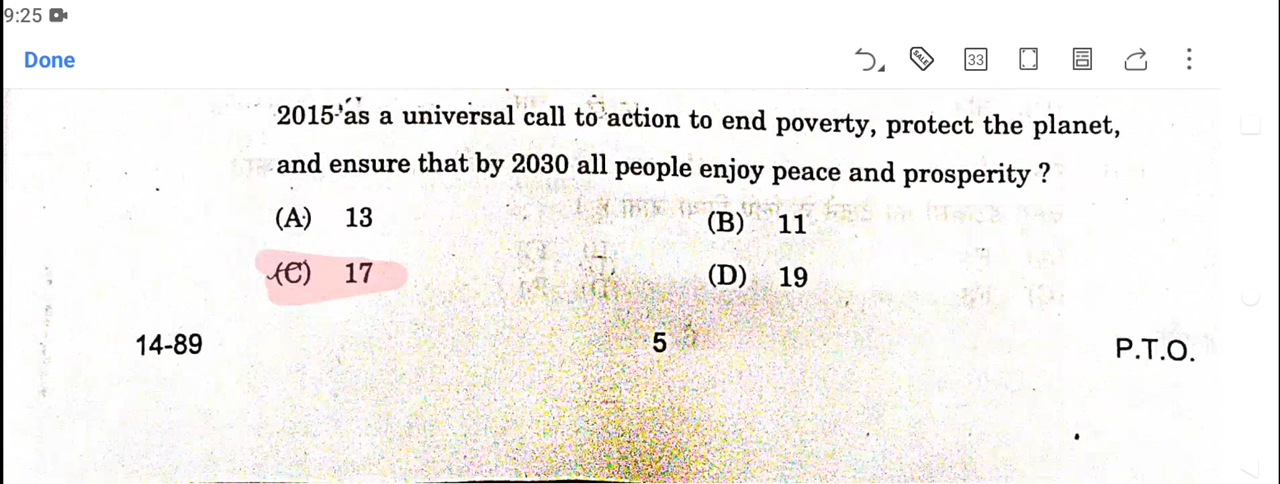 9:25
Done
33
SALE
2015 as a universal call to action to end poverty, protect the planet,
and ensure that by 2030 all people enjoy peace and prosperity ?
(A) 13
(B) 11
(C) 17
(D) 19
14-89
5
P.T.O.